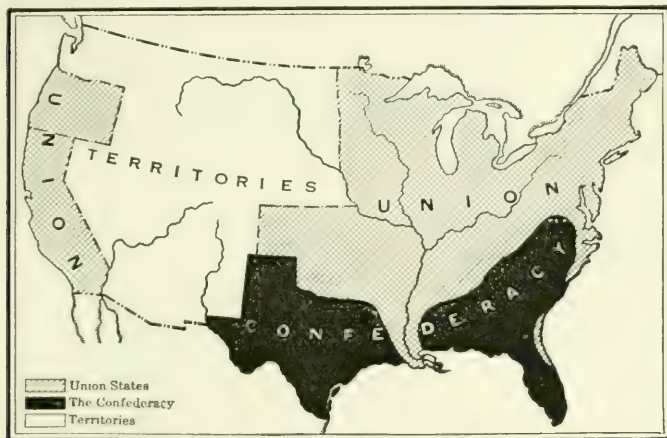 UNION
TERRITORIES
UNION
CONFEDERACY
Union States
The Confederacy
Territories